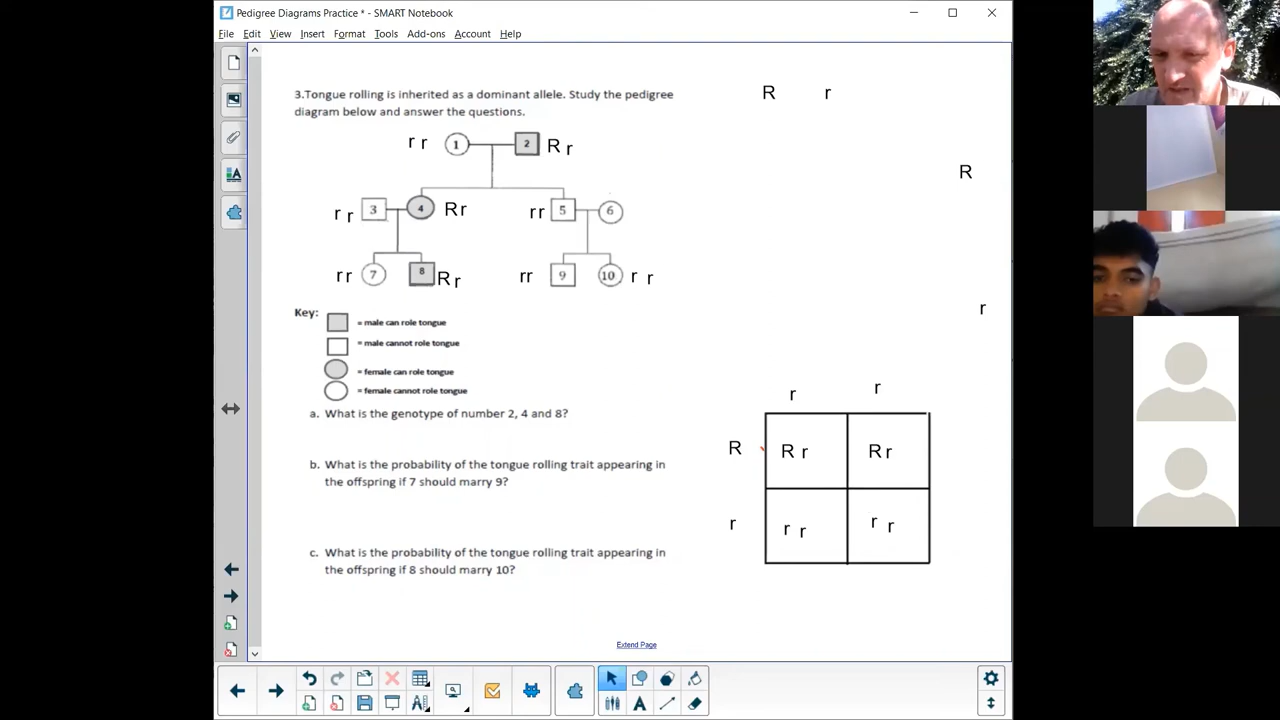 Pedigree Diagrams Practice * - SMART Notebook
File Edit View Insert Format Tools Add-ons Account Help
3.Tongue rolling is inherited as a dominant allele. Study the pedigree
diagram below and answer the questions.
R r
r r 1 2 R r
R
r r 3 4 R r r r 5 6
r r 7 8 R r r r 9 10 r r
r
Key:
= male can role tongue
= male cannot role tongue
= female can role tongue
= female cannot role tongue
r r
a. What is the genotype of number 2, 4 and 8?
R R r R r
b. What is the probability of the tongue rolling trait appearing in
the offspring if 7 should marry 9?
r r r r r
c. What is the probability of the tongue rolling trait appearing in
the offspring if 8 should marry 10?
Extend Page